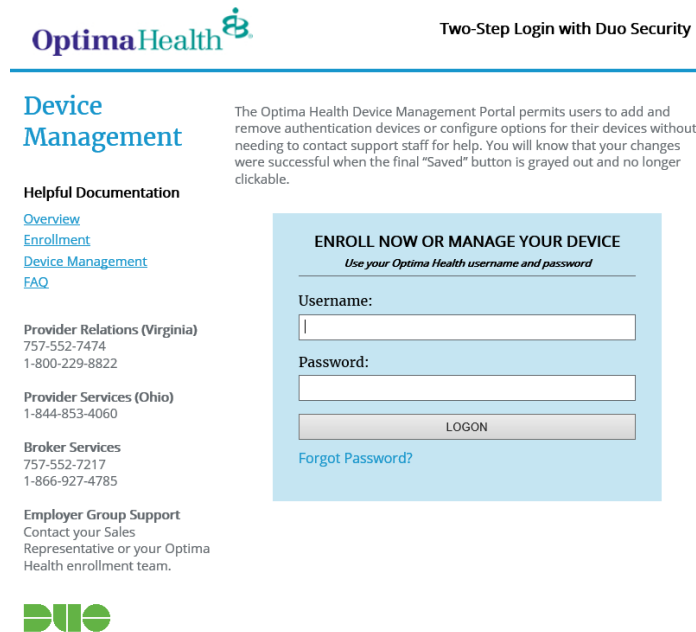 OptimaHealth
Two-Step Login with Duo Security
Device
Management
The Optima Health Device Management Portal permits users to add and
remove authentication devices or configure options for their devices without
needing to contact support staff for help. You will know that your changes
were successful when the final “Saved” button is grayed out and no longer
clickable.
Helpful Documentation
Overview
Enrollment
Device Management
FAQ
Provider Relations (Virginia)
757-552-7474
1-800-229-8822
Provider Services (Ohio)
1-844-853-4060
Broker Services
757-552-7217
1-866-927-4785
Employer Group Support
Contact your Sales
Representative or your Optima
Health enrollment team.
DUO
ENROLL NOW OR MANAGE YOUR DEVICE
Use your Optima Health username and password
Username:
Password:
LOGON
Forgot Password?